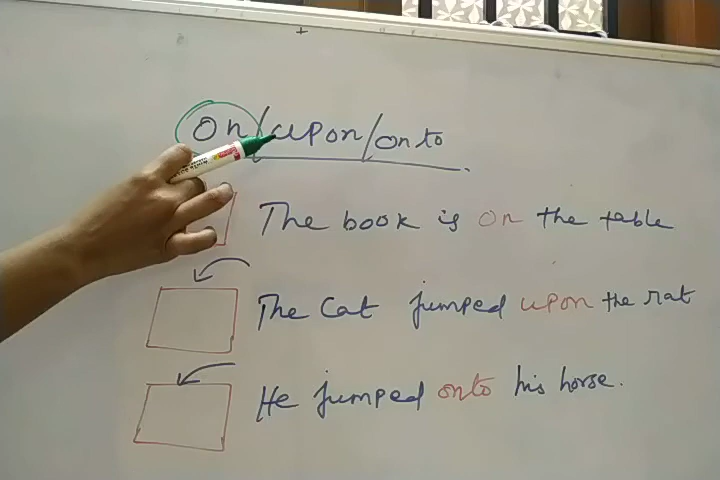 On/upon/onto
The book is on the table
The Cat jumped upon the rat
He jumped onto his horse.